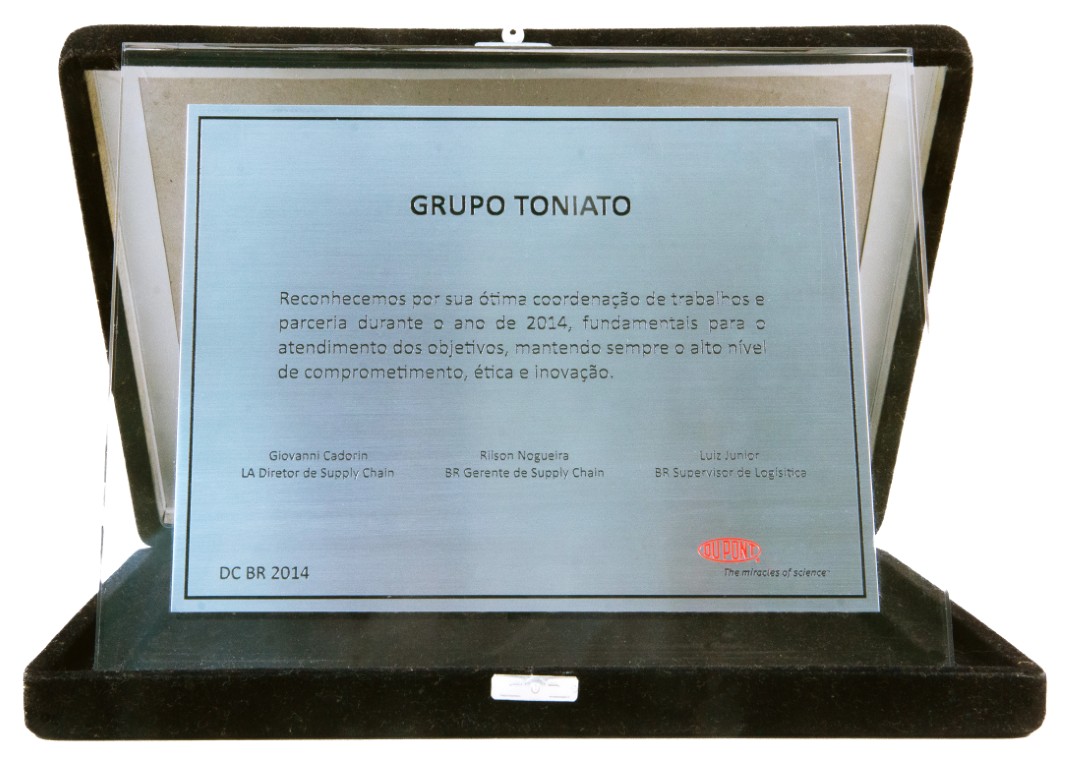 GRUPO TONIATO
Reconhecemos por sua ótima coordenação de trabalhos e
parceria durante o ano de 2014, fundamentais para o
atendimento dos objetivos, mantendo sempre o alto nível
de comprometimento, ética e inovação.
Giovanni Cadorin Rilson Nogueira Luiz Junior
LA Diretor de Supply Chain BR Gerente de Supply Chain BR Supervisor de Logísitica
DU PONT
DC BR 2014 The miracles of science™